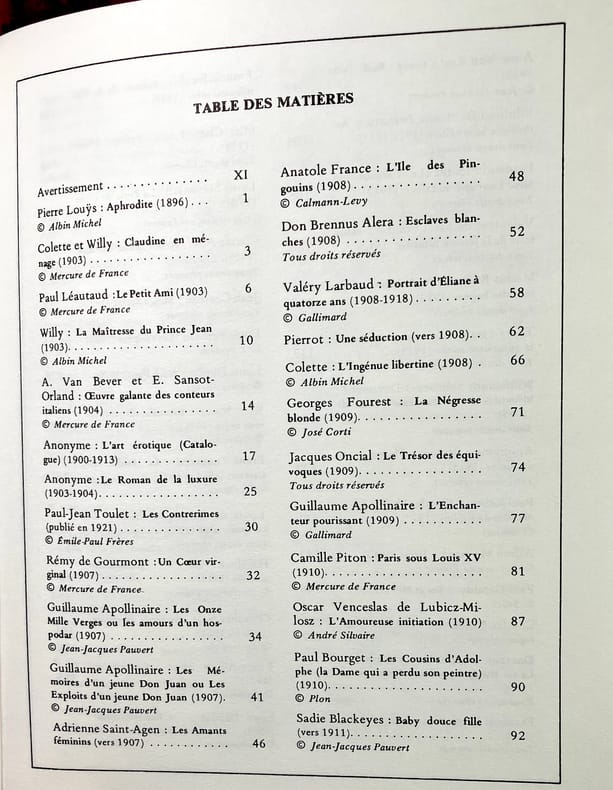 TABLE DES MATIÈRES
Avertissement . . . . . . . . . . . . . . . XI
Pierre Louÿs : Aphrodite (1896) . . . 1
© Albin Michel
Colette et Willy : Claudine en mé-
nage (1903) . . . . . . . . . . . . . . . . . 3
© Mercure de France
Paul Léautaud : Le Petit Ami (1903) 6
© Mercure de France
Willy : La Maîtresse du Prince Jean
(1903). . . . . . . . . . . . . . . . . . . . . 10
© Albin Michel
A. Van Bever et E. Sansot-
Orland : Œuvre galante des conteurs
italiens (1904) . . . . . . . . . . . . . . . . 14
© Mercure de France
Anonyme : L'art érotique (Catalo-
gue) (1900-1913) . . . . . . . . . . . . . . 17
Anonyme : Le Roman de la luxure
(1903-1904). . . . . . . . . . . . . . . . . . 25
Paul-Jean Toulet : Les Contrerimes
(publié en 1921) . . . . . . . . . . . . . . . 30
© Émile-Paul Frères
Rémy de Gourmont : Un Cœur vir-
ginal (1907) . . . . . . . . . . . . . . . . . . 32
© Mercure de France.
Guillaume Apollinaire : Les Onze
Mille Verges ou les amours d'un hos-
podar (1907) . . . . . . . . . . . . . . . . . 34
© Jean-Jacques Pauvert
Guillaume Apollinaire : Les Mé-
moires d'un jeune Don Juan ou Les
Exploits d'un jeune Don Juan (1907). 41
© Jean-Jacques Pauvert
Adrienne Saint-Agen : Les Amants
féminins (vers 1907) . . . . . . . . . . . . 46
Anatole France : L'Ile des Pin-
gouins (1908) . . . . . . . . . . . . . . . . . . 48
© Calmann-Levy
Don Brennus Alera : Esclaves blan-
ches (1908) . . . . . . . . . . . . . . . . . . . 52
Tous droits réservés
Valéry Larbaud : Portrait d'Éliane à
quatorze ans (1908-1918) . . . . . . . . . 58
© Gallimard
Pierrot : Une séduction (vers 1908). . 62
Colette : L'Ingénue libertine (1908) . 66
© Albin Michel
Georges Fourest : La Négresse
blonde (1909). . . . . . . . . . . . . . . . . 71
© José Corti
Jacques Oncial : Le Trésor des équi-
voques (1909). . . . . . . . . . . . . . . . . 74
Tous droits réservés
Guillaume Apollinaire : L'Enchan-
teur pourissant (1909) . . . . . . . . . . . 77
© Gallimard
Camille Piton : Paris sous Louis XV
(1910). . . . . . . . . . . . . . . . . . . . . . 81
© Mercure de France
Oscar Venceslas de Lubicz-Mi-
losz : L'Amoureuse initiation (1910) 87
© André Silvaire
Paul Bourget : Les Cousins d'Adol-
phe (la Dame qui a perdu son peintre)
(1910). . . . . . . . . . . . . . . . . . . . . . 90
© Plon
Sadie Blackeyes : Baby douce fille
(vers 1911). . . . . . . . . . . . . . . . . . . 92
© Jean-Jacques Pauvert